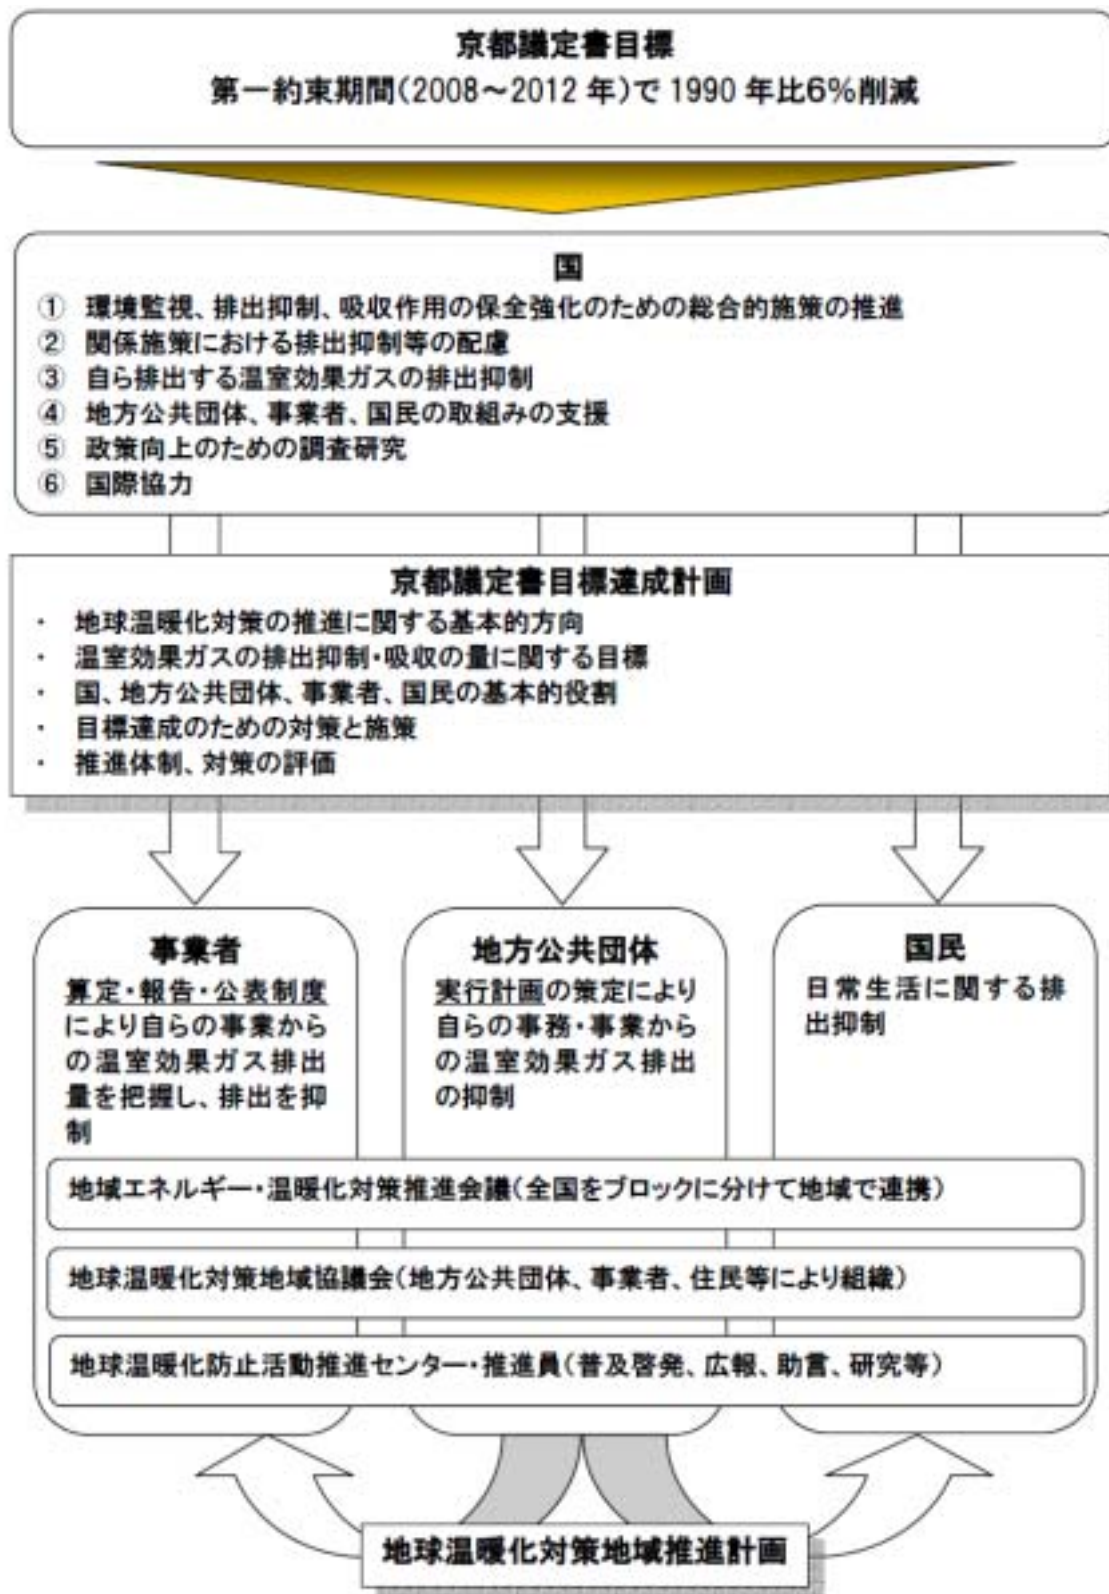 京都議定書目標
第一約束期間(2008～2012年)で1990年比6%削減
国
① 環境監視、排出抑制、吸収作用の保全強化のための総合的施策の推進
② 関係施策における排出抑制等の配慮
③ 自ら排出する温室効果ガスの排出抑制
④ 地方公共団体、事業者、国民の取組みの支援
⑤ 政策向上のための調査研究
⑥ 国際協力
京都議定書目標達成計画
・ 地球温暖化対策の推進に関する基本的方向
・ 温室効果ガスの排出抑制・吸収の量に関する目標
・ 国、地方公共団体、事業者、国民の基本的役割
・ 目標達成のための対策と施策
・ 推進体制、対策の評価
事業者
算定・報告・公表制度
により自らの事業から
の温室効果ガス排出
量を把握し、排出を抑
制
地方公共団体
実行計画の策定により
自らの事務・事業から
の温室効果ガス排出
の抑制
国民
日常生活に関する排
出抑制
地域エネルギー・温暖化対策推進会議(全国をブロックに分けて地域で連携)
地球温暖化対策地域協議会(地方公共団体、事業者、住民等により組織)
地球温暖化防止活動推進センター・推進員(普及啓発、広報、助言、研究等)
地球温暖化対策地域推進計画